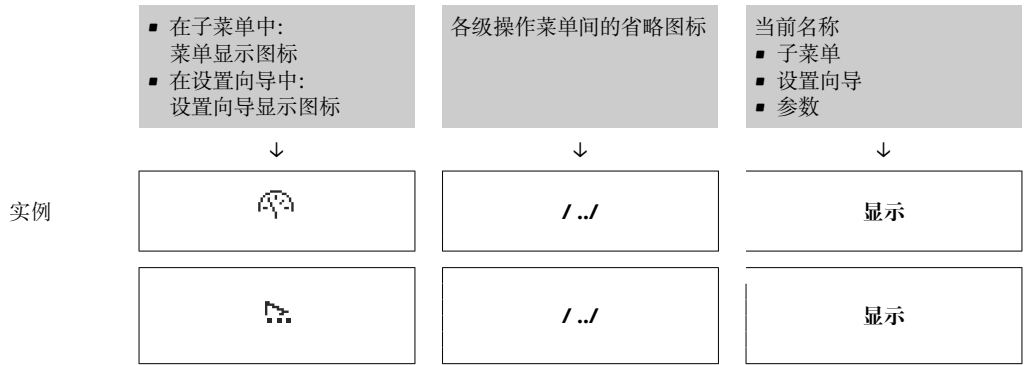 ▪ 在子菜单中:
菜单显示图标
▪ 在设置向导中:
设置向导显示图标
各级操作菜单间的省略图标
当前名称
▪ 子菜单
▪ 设置向导
▪ 参数
↓ ↓ ↓
实例 / ../ 显示
/ ../ 显示